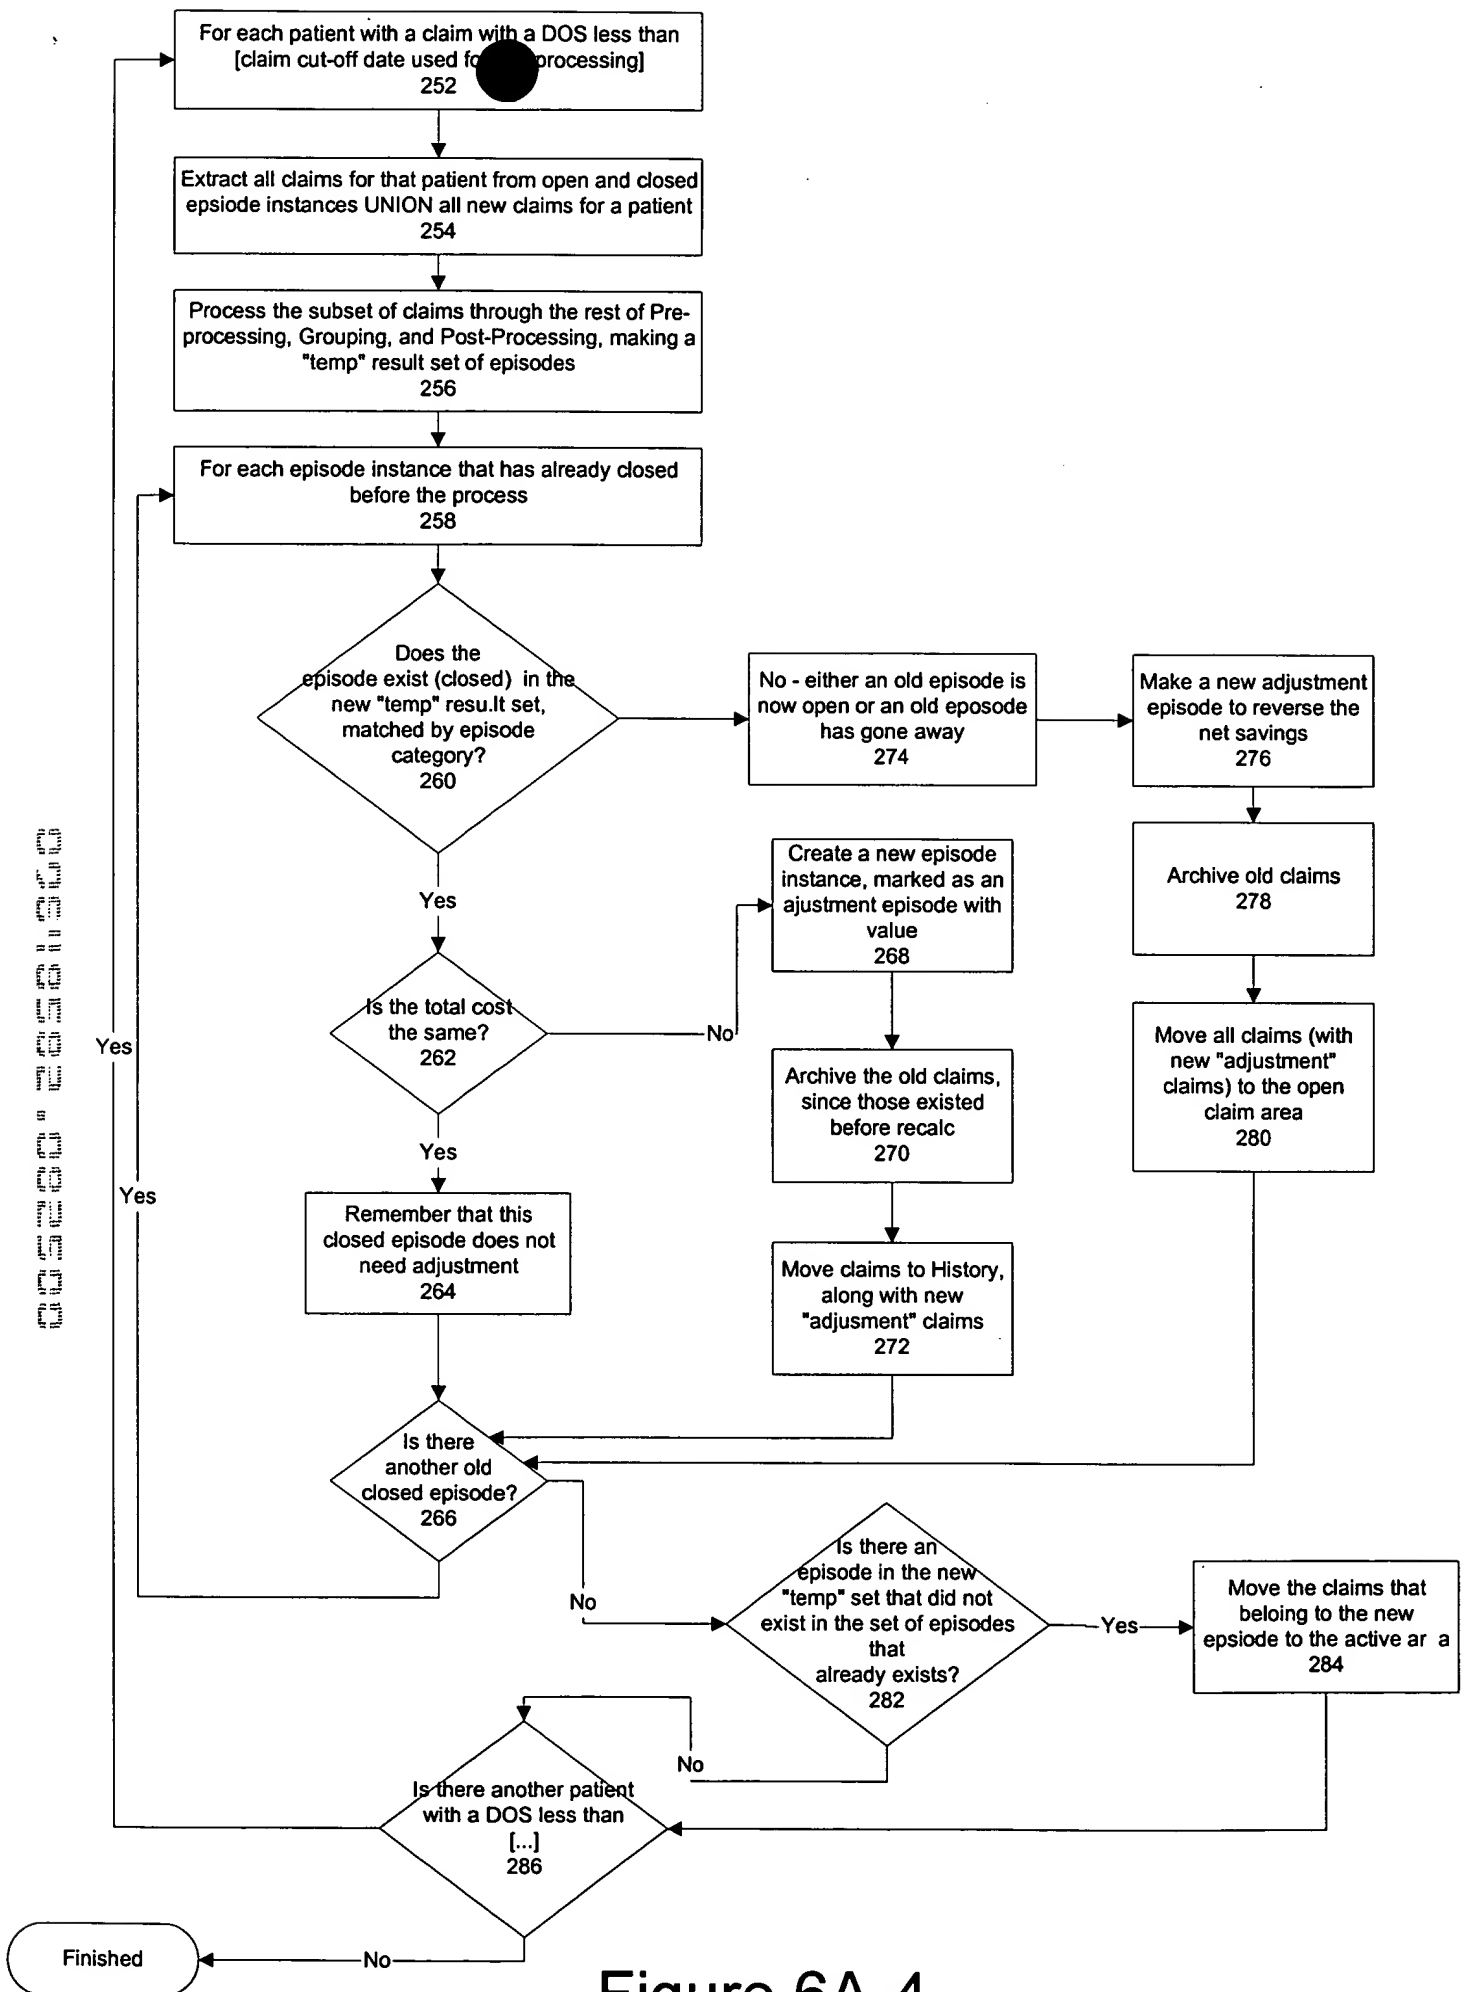 For each patient with a claim with a DOS less than
[claim cut-off date used processing]
252
Extract all claims for that patient from open and closed
epsiode instances UNION all new claims for a patient
254
Process the subset of claims through the rest of Pre-
processing, Grouping, and Post-Processing, making a
"temp" result set of episodes
256
For each episode instance that has already closed
before the process
258
Does the
episode exist (closed) in the
new "temp" resu.lt set,
matched by episode
category?
260
No - either an old episode is
now open or an old eposode
has gone away
274
Make a new adjustment
episode to reverse the
net savings
276
Archive old claims
278
Move all claims (with
new "adjustment"
claims) to the open
claim area
280
Yes
Create a new episode
instance, marked as an
ajustment episode with
value
268
Is the total cost
the same?
262
No
Archive the old claims,
since those existed
before recalc
270
Yes
Yes
Yes
Remember that this
closed episode does not
need adjustment
264
Move claims to History,
along with new
"adjusment" claims
272
Is there
another old
closed episode?
266
No
Is there an
episode in the new
"temp" set that did not
exist in the set of episodes
that
already exists?
282
Yes
Move the claims that
beloing to the new
epsiode to the active ar a
284
No
Is there another patient
with a DOS less than
[...]
286
No
Finished
Figure 6A-4